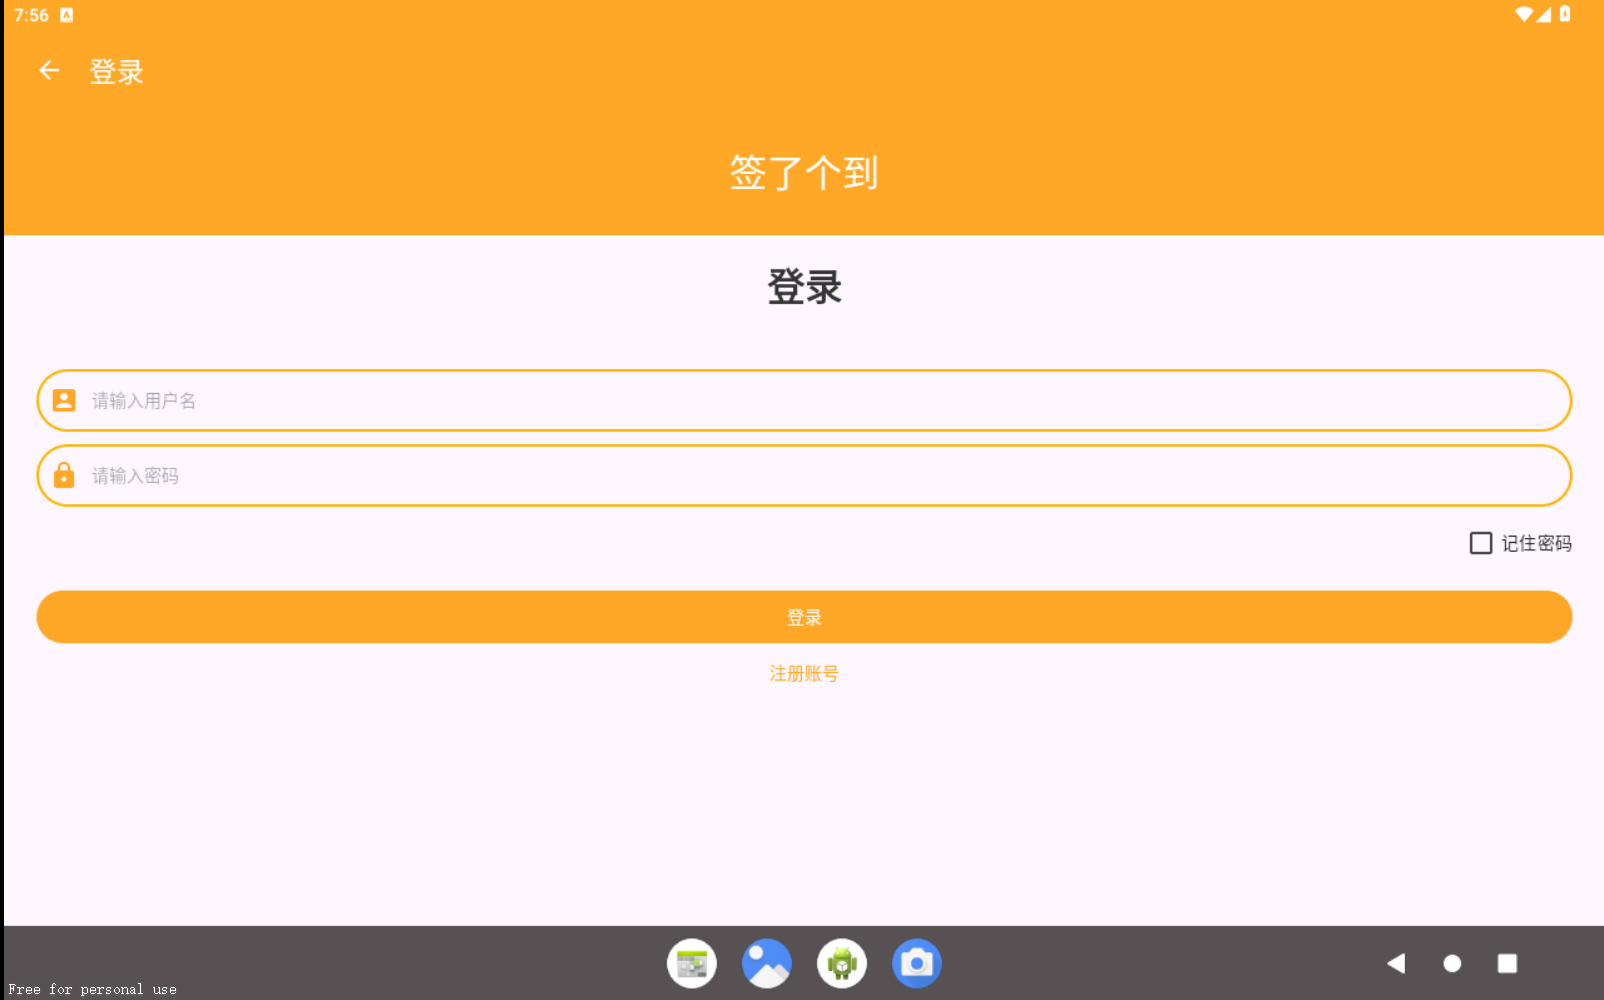 7:56
登录
签了个到
登录
请输入用户名
请输入密码
记住密码
登录
注册账号
Free for personal use